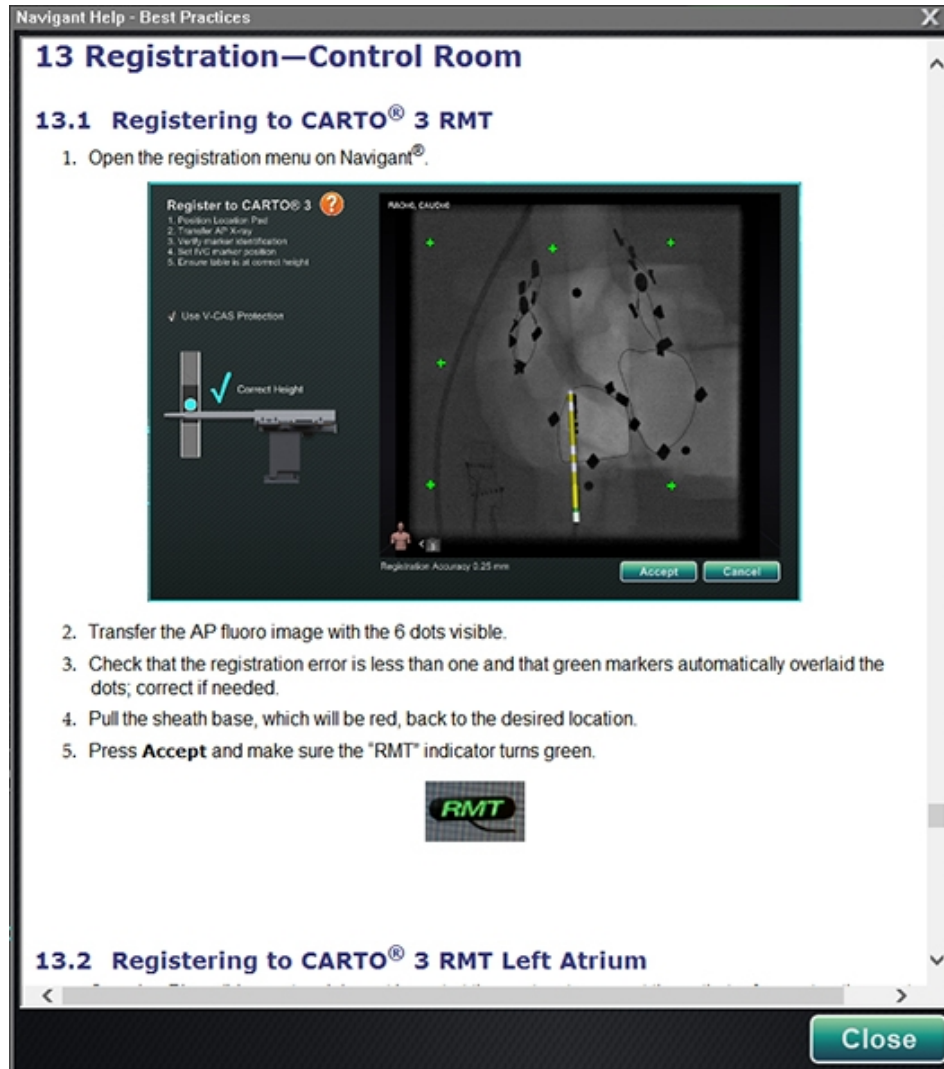 Navigant Help - Best Practices
X
13 Registration—Control Room
13.1 Registering to CARTO® 3 RMT
1. Open the registration menu on Navigant®.
Register to CARTO® 3 ?
1. Position Location Pad
2. Transfer AP X-ray
3. Verify marker identification
4. Set IVC marker position
5. Ensure table is at correct height
Use V-CAS Protection
Correct Height
Registration Accuracy 0.25 mm
Accept
Cancel
2. Transfer the AP fluoro image with the 6 dots visible.
3. Check that the registration error is less than one and that green markers automatically overlaid the
dots; correct if needed.
4. Pull the sheath base, which will be red, back to the desired location.
5. Press Accept and make sure the "RMT" indicator turns green.
RMT
13.2 Registering to CARTO® 3 RMT Left Atrium
Close